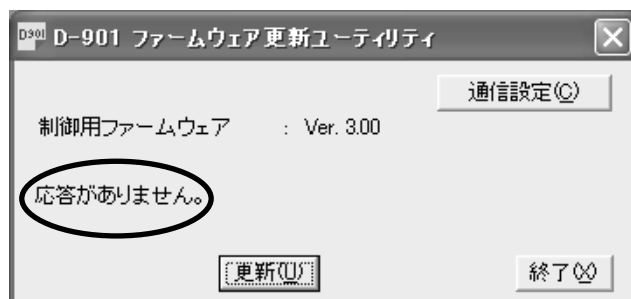 D901 D-901 ファームウェア更新ユーティリティ
通信設定(C)
制御用ファームウェア : Ver. 3.00
応答がありません。
更新(U) 終了(X)